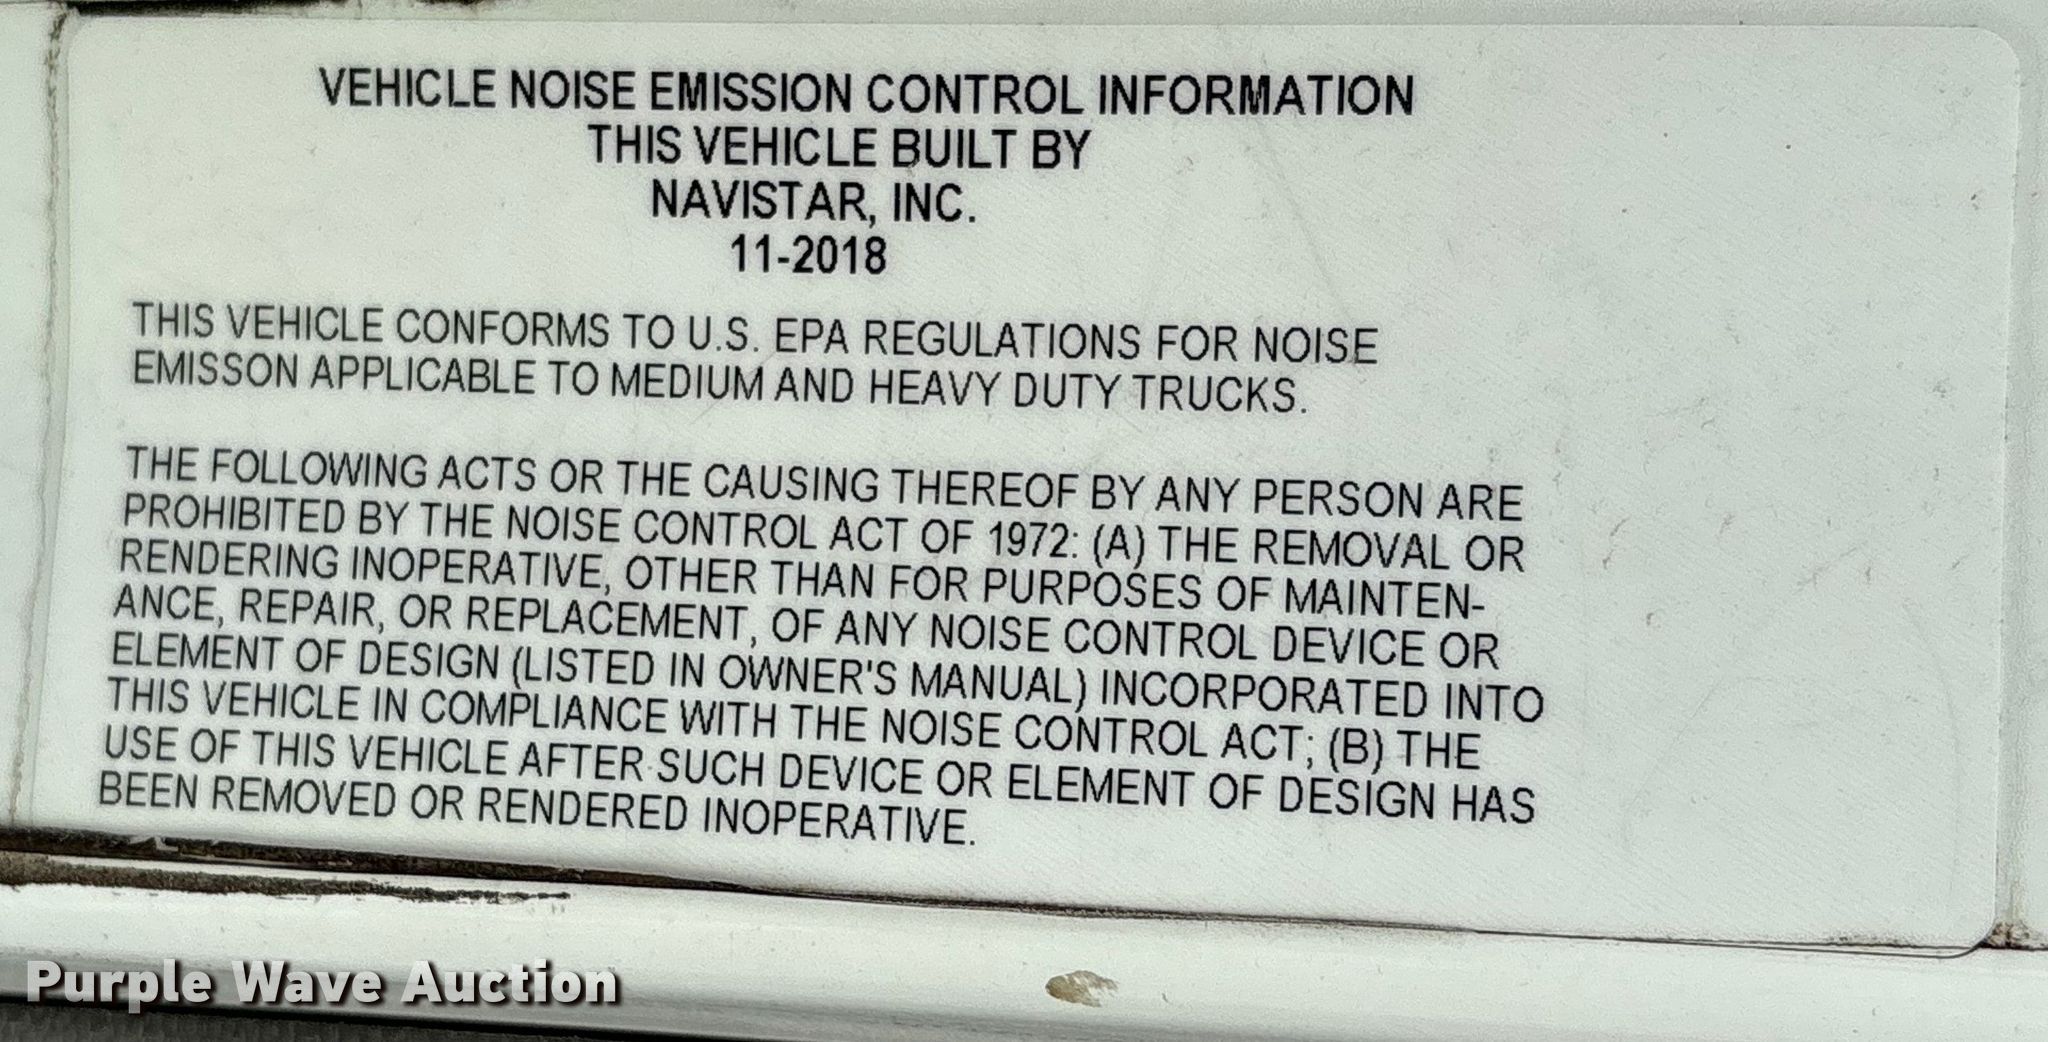 VEHICLE NOISE EMISSION CONTROL INFORMATION
THIS VEHICLE BUILT BY
NAVISTAR, INC.
11-2018
THIS VEHICLE CONFORMS TO U.S. EPA REGULATIONS FOR NOISE
EMISSON APPLICABLE TO MEDIUM AND HEAVY DUTY TRUCKS.
THE FOLLOWING ACTS OR THE CAUSING THEREOF BY ANY PERSON ARE
PROHIBITED BY THE NOISE CONTROL ACT OF 1972: (A) THE REMOVAL OR
RENDERING INOPERATIVE, OTHER THAN FOR PURPOSES OF MAINTEN-
ANCE, REPAIR, OR REPLACEMENT, OF ANY NOISE CONTROL DEVICE OR
ELEMENT OF DESIGN (LISTED IN OWNER'S MANUAL) INCORPORATED INTO
THIS VEHICLE IN COMPLIANCE WITH THE NOISE CONTROL ACT; (B) THE
USE OF THIS VEHICLE AFTER SUCH DEVICE OR ELEMENT OF DESIGN HAS
BEEN REMOVED OR RENDERED INOPERATIVE.
Purple Wave Auction